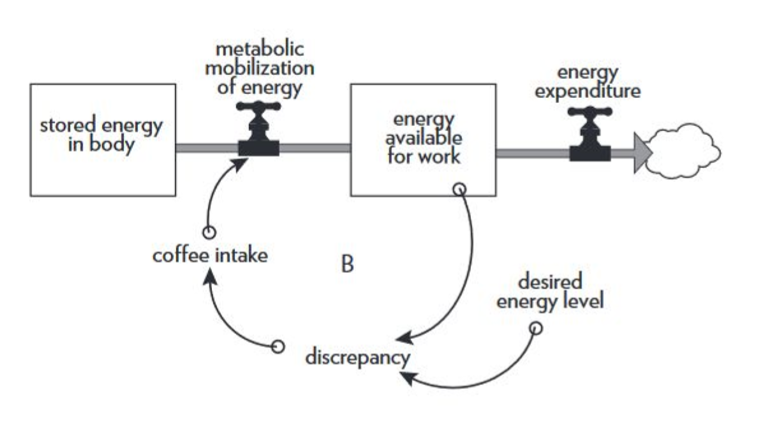 metabolic
mobilization
of energy
energy
expenditure
stored energy
in body
energy
available
for work
coffee intake
B
desired
energy level
discrepancy